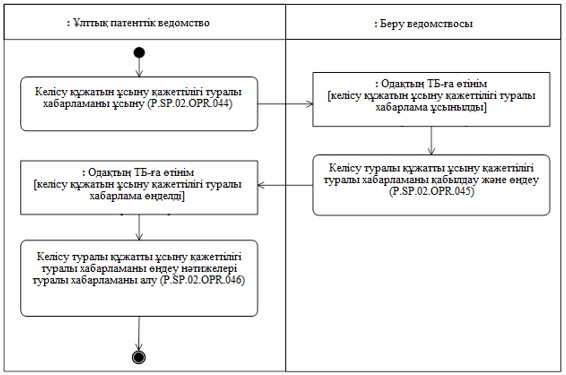 : Ұлттық патенттік ведомство
: Беру ведомствосы
Келісу құжатын ұсыну қажеттілігі туралы
хабарламаны ұсыну (P.SP.02.OPR.044)
: Одақтың ТБ-ға өтінім
[келісу құжатын ұсыну қажеттілігі туралы
хабарлама ұсынылды]
Келісу туралы құжатты ұсыну қажеттілігі
туралы хабарламаны қабылдау және өңдеу
(P.SP.02.OPR.045)
: Одақтың ТБ-ға өтінім
[келісу құжатын ұсыну қажеттілігі туралы
хабарлама өңделді]
Келісу туралы құжатты ұсыну қажеттілігі
туралы хабарламаны өңдеу нәтижелері
туралы хабарламаны алу (P.SP.02.OPR.046)